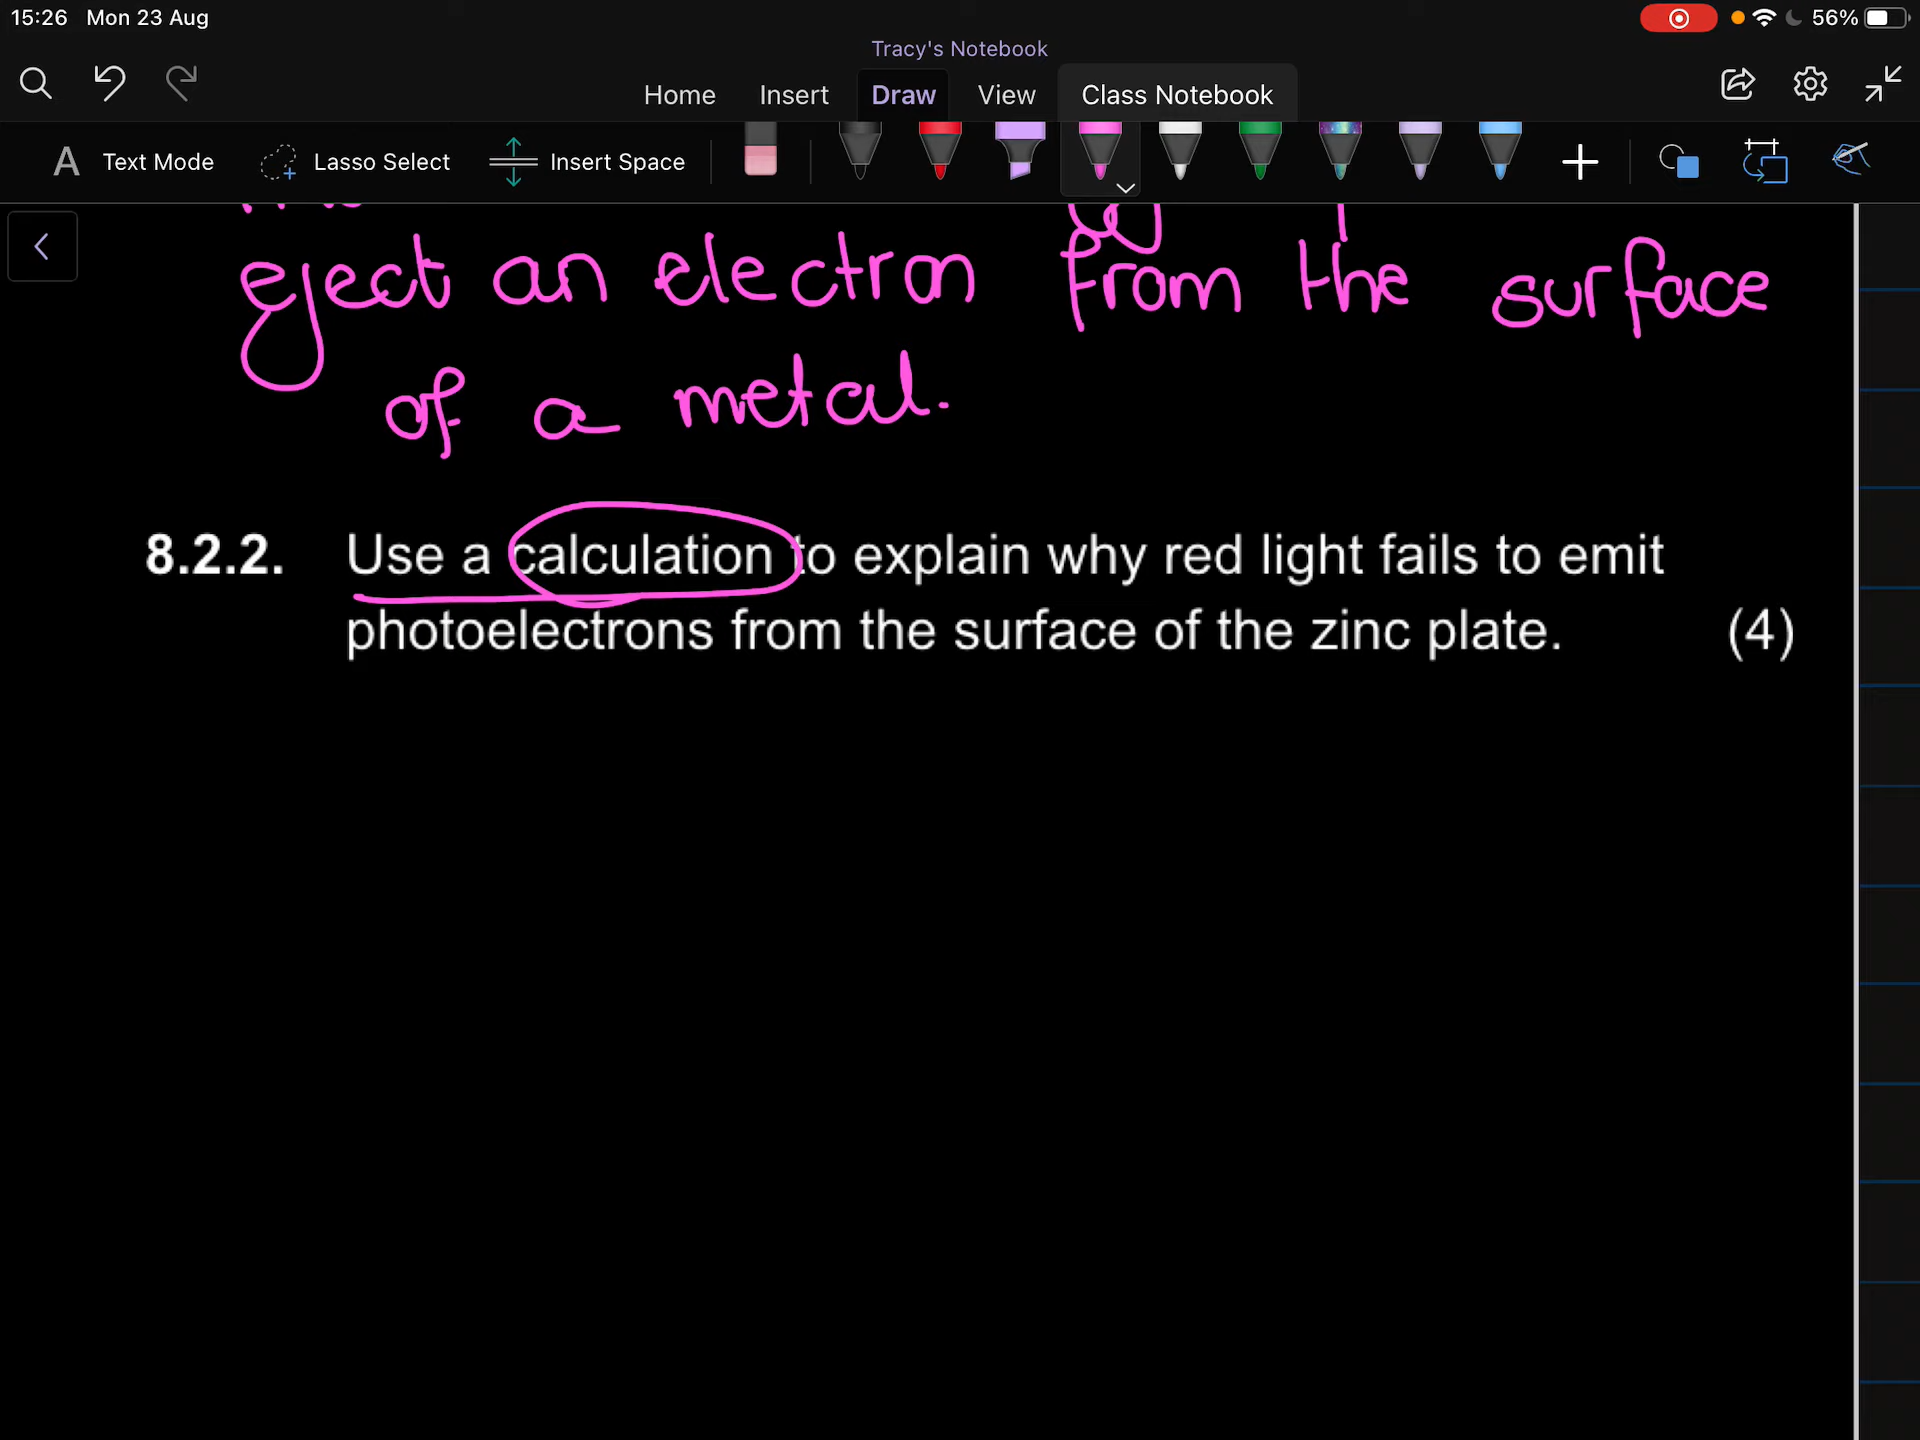 15:26 Mon 23 Aug
56%
Tracy's Notebook
Home Insert Draw View Class Notebook
A Text Mode Lasso Select Insert Space
eject an electron from the surface
of a metal.
8.2.2. Use a calculation to explain why red light fails to emit
photoelectrons from the surface of the zinc plate. (4)